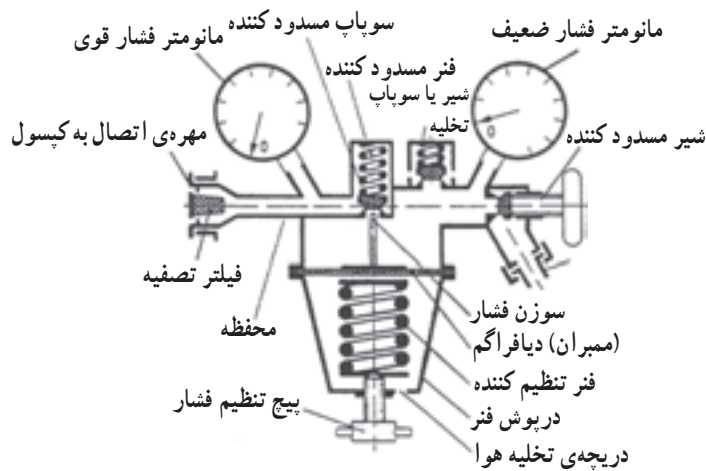 سوپاپ مسدود کننده
مانومتر فشار قوی
مانومتر فشار ضعیف
فنر مسدود کننده
شیر یا سوپاپ
تخلیه
مهره‌ی اتصال به کپسول
شیر مسدود کننده
0
0
فیلتر تصفیه
محفظه
سوزن فشار
(ممبران) دیافراگم
فنر تنظیم کننده
درپوش فنر
پیچ تنظیم فشار
دریچه‌ی تخلیه هوا